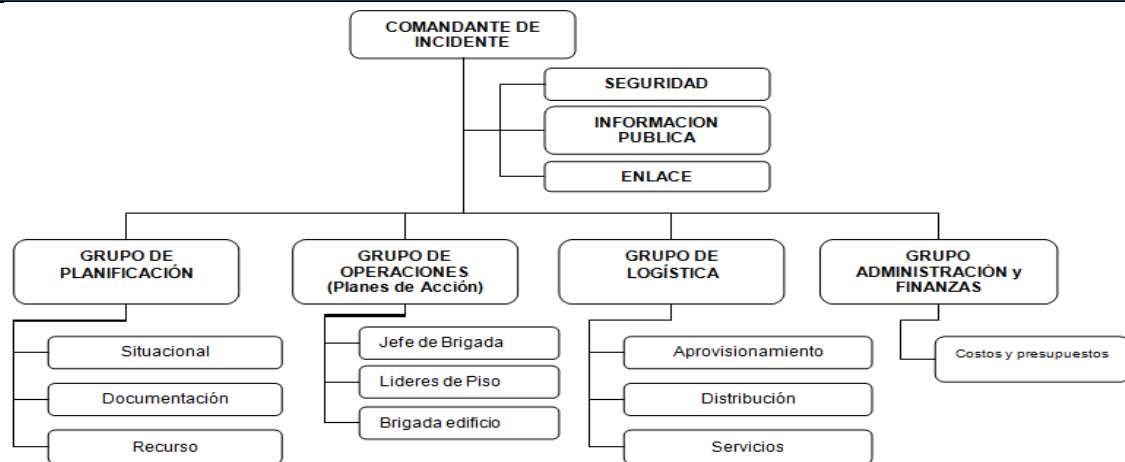 COMANDANTE DE
INCIDENTE
SEGURIDAD
INFORMACION
PUBLICA
ENLACE
GRUPO DE
PLANIFICACIÓN
GRUPO DE
OPERACIONES
(Planes de Acción)
GRUPO DE
LOGÍSTICA
GRUPO
ADMINISTRACIÓN y
FINANZAS
Situacional
Documentación
Recurso
Jefe de Brigada
Lideres de Piso
Brigada edificio
Aprovisionamiento
Distribución
Servicios
Costos y presupuestos